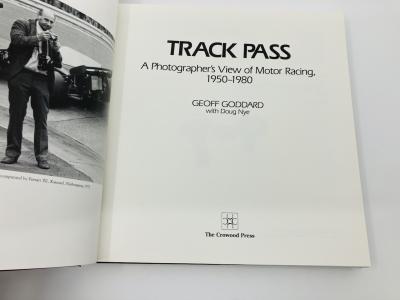 TRACK PASS
A Photographer's View of Motor Racing,
1950–1980
GEOFF GODDARD
with Doug Nye
The Crowood Press